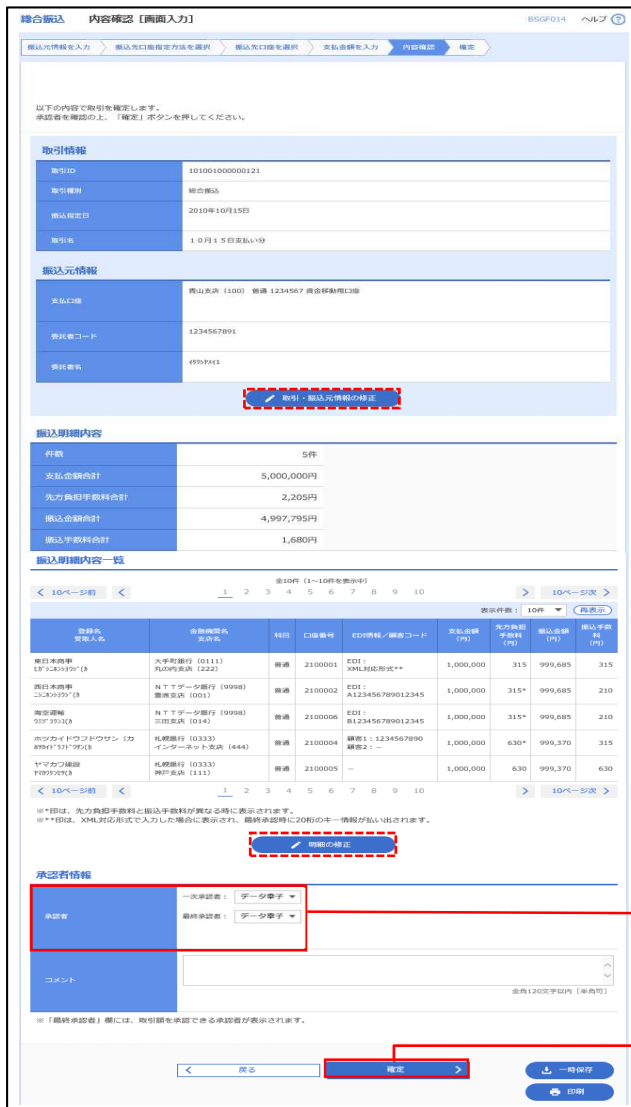 総合振込 内容確認［画面入力］ BSGF014 ヘルプ ?
振込元情報を入力 振込先口座指定方法を選択 振込先口座を選択 支払金額を入力 内容確認 確定
以下の内容で取引を確定します。
承認者を確認の上、「確定」ボタンを押してください。
取引情報
取引ID 101001000000121
取引種別 総合振込
振込指定日 2010年10月15日
取引名 １０月１５日支払い分
振込元情報
支払口座 青山支店（100） 普通 1234567 資金移動用口座
委託者コード 1234567891
委託者名
取引・振込元情報の修正
振込明細内容
件数 5件
支払金額合計 5,000,000円
先方負担手数料合計 2,205円
振込金額合計 4,997,795円
振込手数料合計 1,680円
振込明細内容一覧
全10件（1～10件を表示中）
< 10ページ前 < 1 2 3 4 5 6 7 8 9 10 > 10ページ次 >
表示件数： 10件 再表示
登録名 受取人名 金融機関名 支店名 科目 口座番号 EDI情報／顧客コード 支払金額（円） 先方負担手数料（円） 振込金額（円） 振込手数料（円）
東日本商事 大手町銀行（0111） 普通 2100001 EDI： 1,000,000 315 999,685 315
丸の内支店（222） XML対応形式**
西日本商事 ＮＴＴデータ銀行（9998） 普通 2100002 EDI： 1,000,000 315* 999,685 210
豊洲支店（001） A123456789012345
海空運輸 ＮＴＴデータ銀行（9998） 普通 2100006 EDI： 1,000,000 315* 999,685 210
三田支店（014） B123456789012345
ホツカイドウフドウサン（カ 札幌銀行（0333） 普通 2100004 顧客1：1234567890 1,000,000 630* 999,370 315
インターネット支店（444） 顧客2：－
ヤマカワ建設 札幌銀行（0333） 普通 2100005 － 1,000,000 630 999,370 630
神戸支店（111）
< 10ページ前 < 1 2 3 4 5 6 7 8 9 10 > 10ページ次 >
※*印は、先方負担手数料と振込手数料が異なる時に表示されます。
※**印は、XML対応形式で入力した場合に表示され、最終承認時に20桁のキー情報が払い出されます。
明細の修正
承認者情報
承認者 一次承認者： データ幸子
最終承認者： データ幸子
コメント
全角120文字以内［半角可］
※「最終承認者」欄には、取引額を承認できる承認者が表示されます。
< 戻る 確定 > 一時保存
印刷